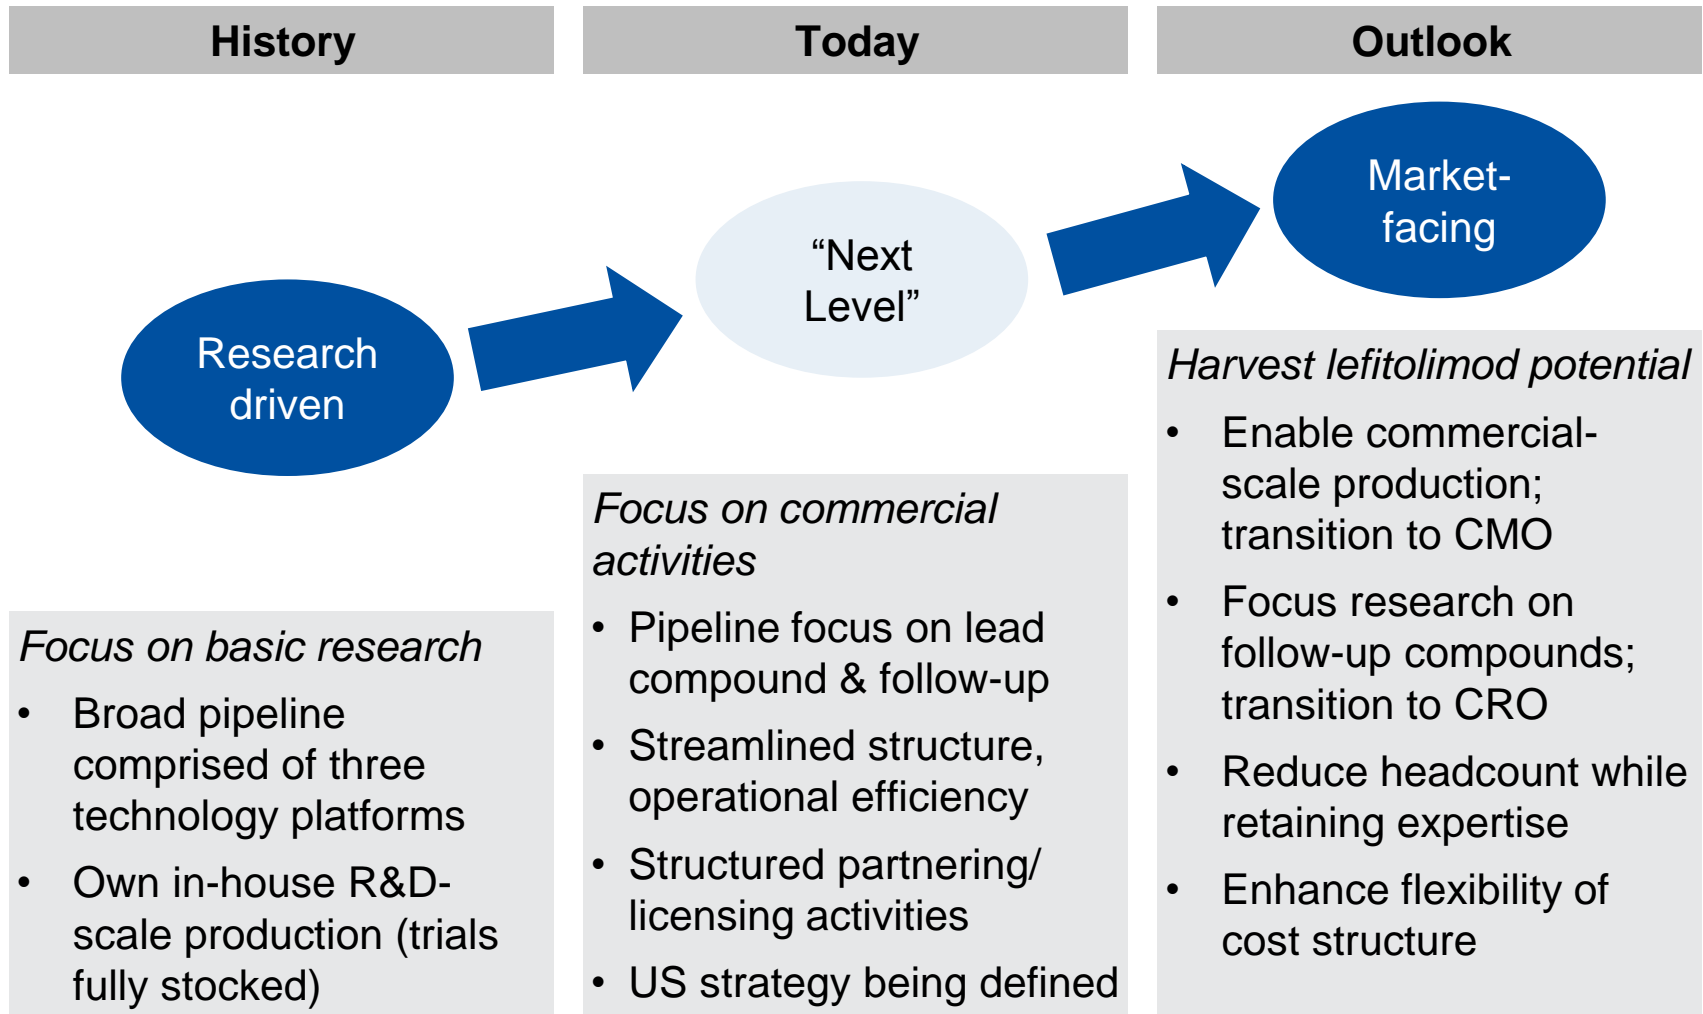 History
Today
Outlook
Research
driven
“Next
Level”
Market-
facing
Focus on basic research
• Broad pipeline
comprised of three
technology platforms
• Own in-house R&D-
scale production (trials
fully stocked)
Focus on commercial
activities
• Pipeline focus on lead
compound & follow-up
• Streamlined structure,
operational efficiency
• Structured partnering/
licensing activities
• US strategy being defined
Harvest lefitolimod potential
• Enable commercial-
scale production;
transition to CMO
• Focus research on
follow-up compounds;
transition to CRO
• Reduce headcount while
retaining expertise
• Enhance flexibility of
cost structure